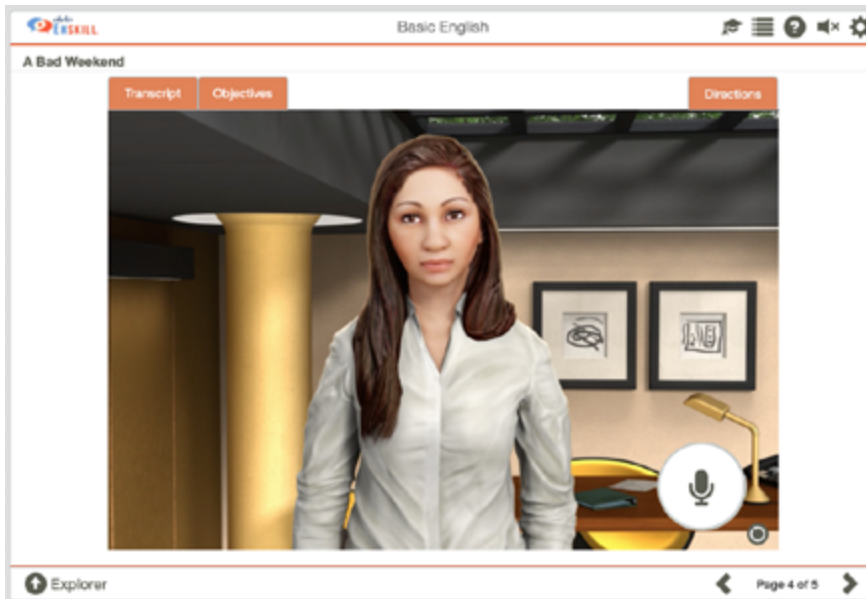 ENSKILL
Basic English
A Bad Weekend
Transcript
Objectives
Directions
Explorer
Page 4 of 5